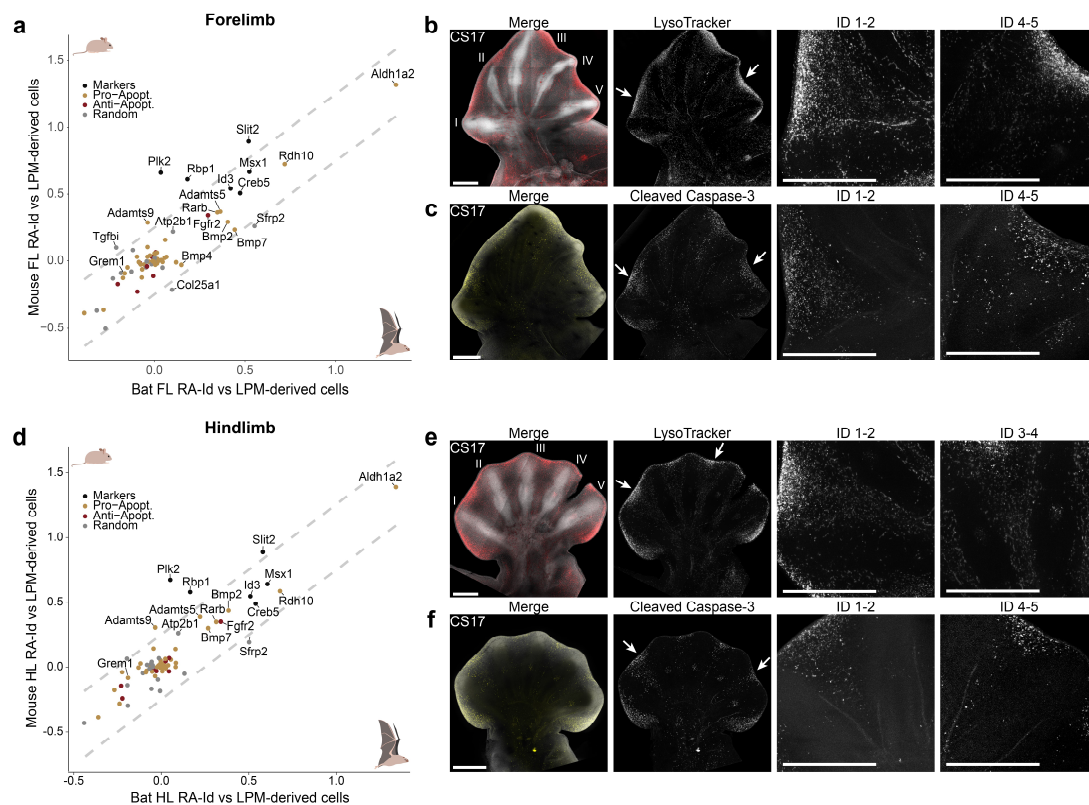 a
Forelimb
Mouse FL RA-Id vs LPM-derived cells
1.5
1.0
0.5
0.0
−0.5
Markers
Pro−Apopt.
Anti−Apopt.
Random
Aldh1a2
Slit2
Plk2
Rbp1
Msx1
Rdh10
Id3
Creb5
Adamts5
Rarb
Adamts9
Atp2b1
Fgfr2
Sfrp2
Tgfbi
Bmp2
Bmp7
Grem1
Bmp4
Col25a1
0.0
0.5
1.0
Bat FL RA-Id vs LPM-derived cells
b
Merge
LysoTracker
ID 1-2
ID 4-5
CS17
I
II
III
IV
V
c
Merge
Cleaved Caspase-3
ID 1-2
ID 4-5
CS17
d
Hindlimb
Mouse HL RA-Id vs LPM-derived cells
1.5
1.0
0.5
0.0
-0.5
Markers
Pro−Apopt.
Anti−Apopt.
Random
Aldh1a2
Slit2
Plk2
Rbp1
Msx1
Id3
Rdh10
Bmp2
Creb5
Adamts5
Rarb
Adamts9
Atp2b1
Fgfr2
Bmp7
Sfrp2
Grem1
-0.5
0.0
0.5
1.0
Bat HL RA-Id vs LPM-derived cells
e
Merge
LysoTracker
ID 1-2
ID 3-4
CS17
I
II
III
IV
V
f
Merge
Cleaved Caspase-3
ID 1-2
ID 4-5
CS17